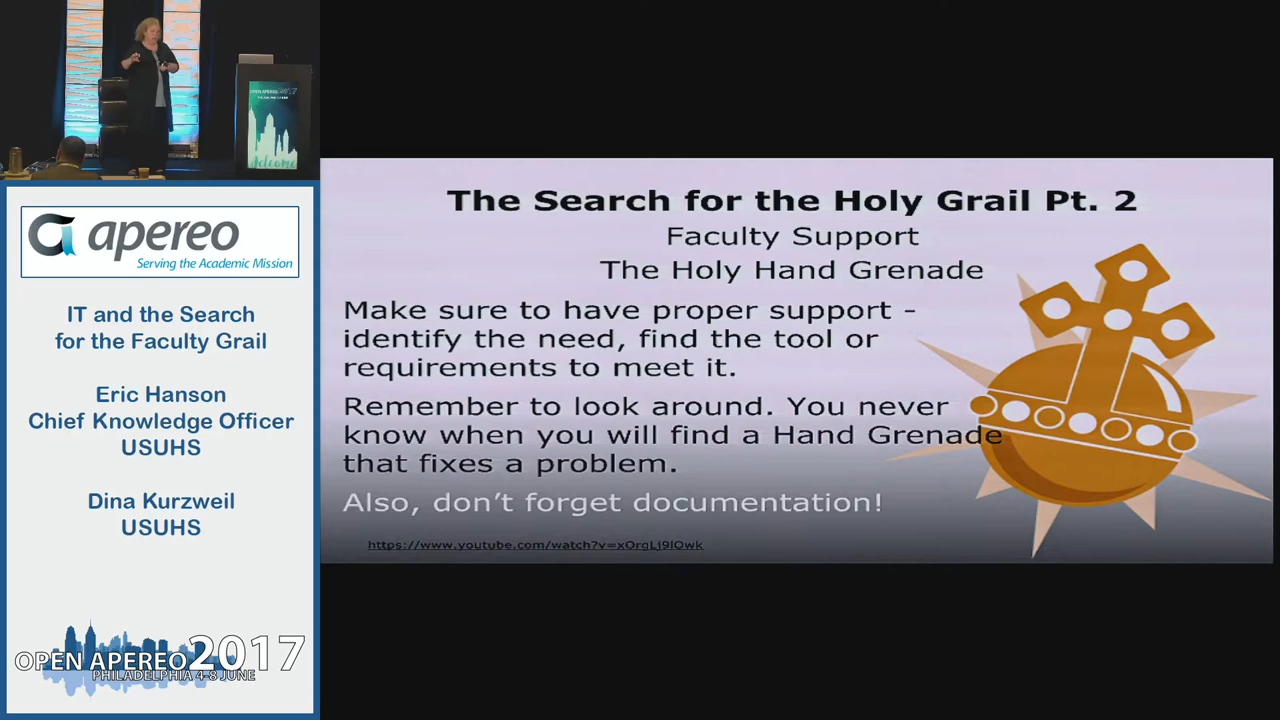 OPEN APEREO 2017
Welcome
apereo
Serving the Academic Mission
IT and the Search
for the Faculty Grail
Eric Hanson
Chief Knowledge Officer
USUHS
Dina Kurzweil
USUHS
OPEN APEREO 2017
PHILADELPHIA 4-8 JUNE
The Search for the Holy Grail Pt. 2
Faculty Support
The Holy Hand Grenade
Make sure to have proper support -
identify the need, find the tool or
requirements to meet it.
Remember to look around. You never
know when you will find a Hand Grenade
that fixes a problem.
Also, don’t forget documentation!
https://www.youtube.com/watch?v=xOrgLj9lOwk